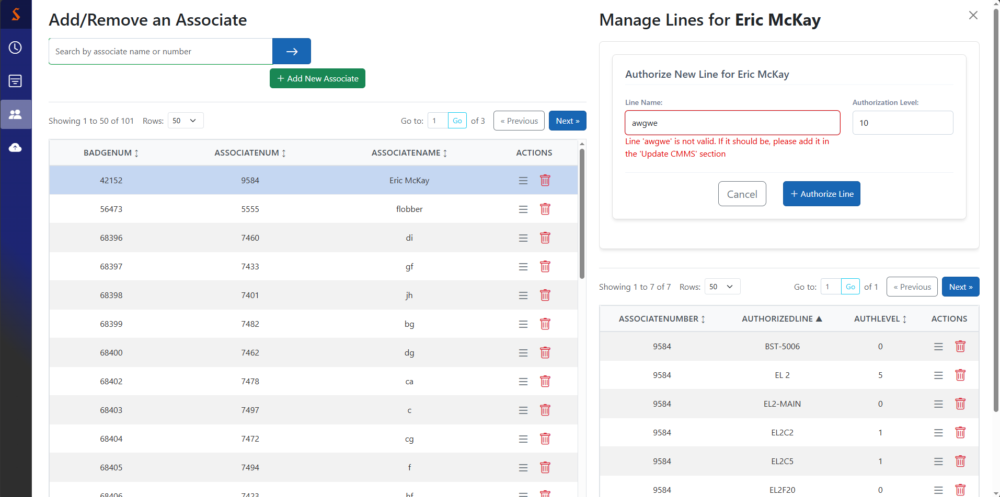 Add/Remove an Associate
Search by associate name or number
+ Add New Associate
Showing 1 to 50 of 101 Rows: 50 Go to: 1 Go of 3 « Previous Next »
BADGENUM ↕ ASSOCIATENUM ↕ ASSOCIATENAME ↕ ACTIONS
42152 9584 Eric McKay
56473 5555 flobber
68396 7460 di
68397 7433 gf
68398 7401 jh
68399 7482 bg
68400 7462 dg
68402 7478 ca
68403 7497 c
68404 7472 cg
68405 7494 f
68406 7423 hf
Manage Lines for Eric McKay
Authorize New Line for Eric McKay
Line Name: Authorization Level:
awgwe 10
Line 'awgwe' is not valid. If it should be, please add it in
the 'Update CMMS' section
Cancel + Authorize Line
Showing 1 to 7 of 7 Rows: 50 Go to: 1 Go of 1 « Previous Next »
ASSOCIATENUMBER ↕ AUTHORIZEDLINE ▲ AUTHLEVEL ↕ ACTIONS
9584 BST-5006 0
9584 EL 2 5
9584 EL2-MAIN 0
9584 EL2C2 1
9584 EL2C5 1
9584 EL2F20 0